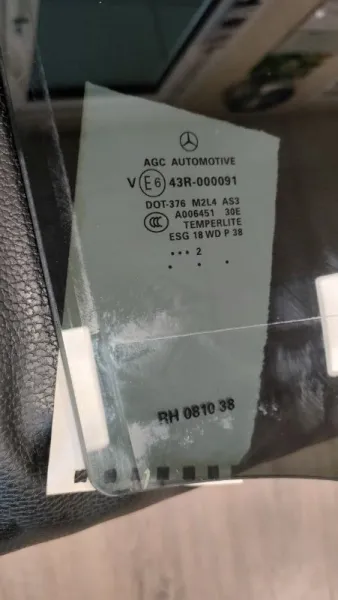 AGC AUTOMOTIVE
V E6 43R-000091
DOT-376 M2L4 AS3
CCC A006451 30E
TEMPERLITE
ESG 18 WD P 38
••• 2
• • •
RH 0810 38